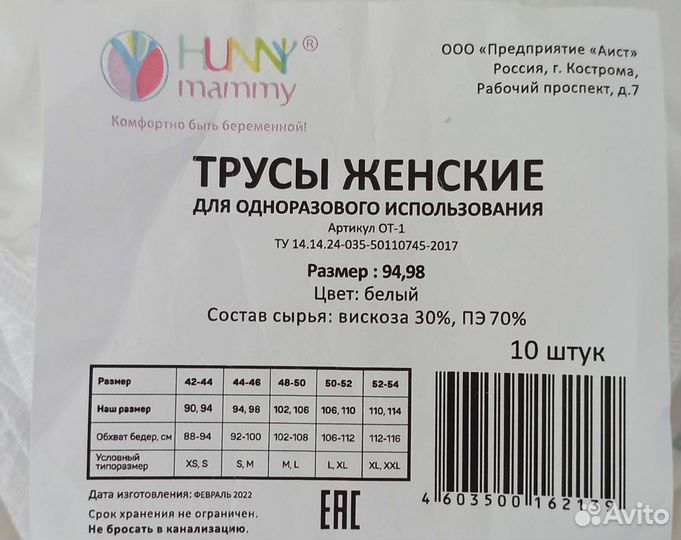 HUNNY®
mammy
Комфортно быть беременной!
ООО «Предприятие «Аист»
Россия, г. Кострома,
Рабочий проспект, д.7
ТРУСЫ ЖЕНСКИЕ
ДЛЯ ОДНОРАЗОВОГО ИСПОЛЬЗОВАНИЯ
Артикул ОТ-1
ТУ 14.14.24-035-50110745-2017
Размер : 94,98
Цвет: белый
Состав сырья: вискоза 30%, ПЭ 70%
10 штук
Размер 42-44 44-46 48-50 50-52 52-54
Наш размер 90, 94 94, 98 102, 106 106, 110 110, 114
Обхват бедер, см 88-94 92-100 102-108 106-112 112-116
Условный типоразмер XS, S S, M M, L L, XL XL, XXL
Дата изготовления: ФЕВРАЛЬ 2022
Срок хранения не ограничен.
Не бросать в канализацию.
EAC
4 603500 162139
Avito